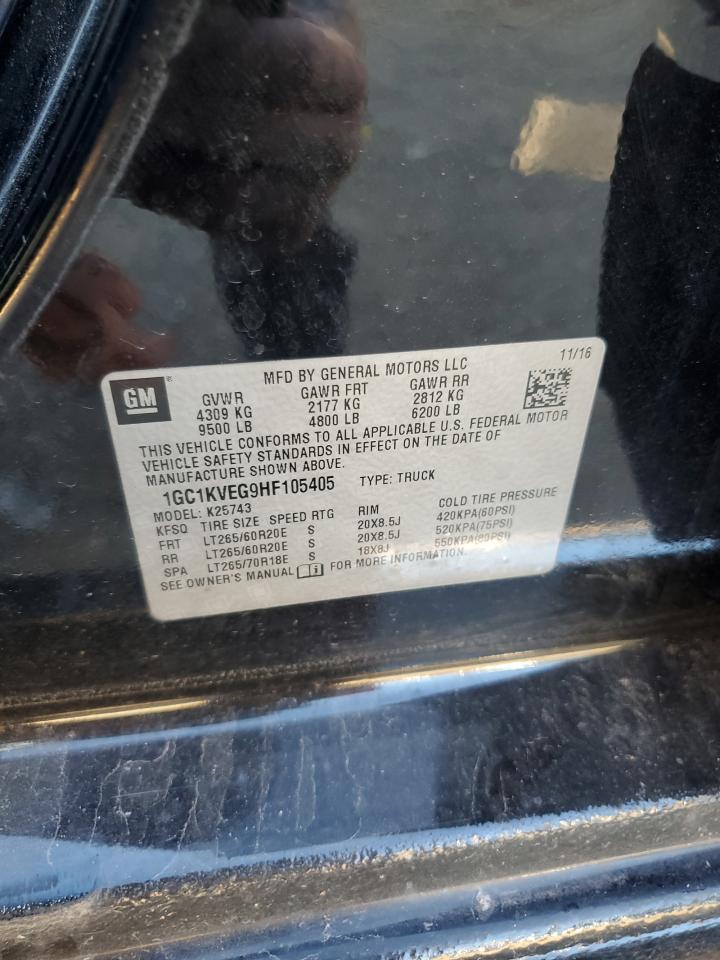 MFD BY GENERAL MOTORS LLC 11/16
GM ®
GVWR GAWR FRT GAWR RR
4309 KG 2177 KG 2812 KG
9500 LB 4800 LB 6200 LB
THIS VEHICLE CONFORMS TO ALL APPLICABLE U.S. FEDERAL MOTOR
VEHICLE SAFETY STANDARDS IN EFFECT ON THE DATE OF
MANUFACTURE SHOWN ABOVE.
1GC1KVEG9HF105405 TYPE: TRUCK
MODEL: K25743
KFSQ TIRE SIZE SPEED RTG RIM COLD TIRE PRESSURE
FRT LT265/60R20E S 20X8.5J 420KPA(60PSI)
RR LT265/60R20E S 20X8.5J 520KPA(75PSI)
SPA LT265/70R18E S 18X8J 550KPA(80PSI)
SEE OWNER'S MANUAL FOR MORE INFORMATION.